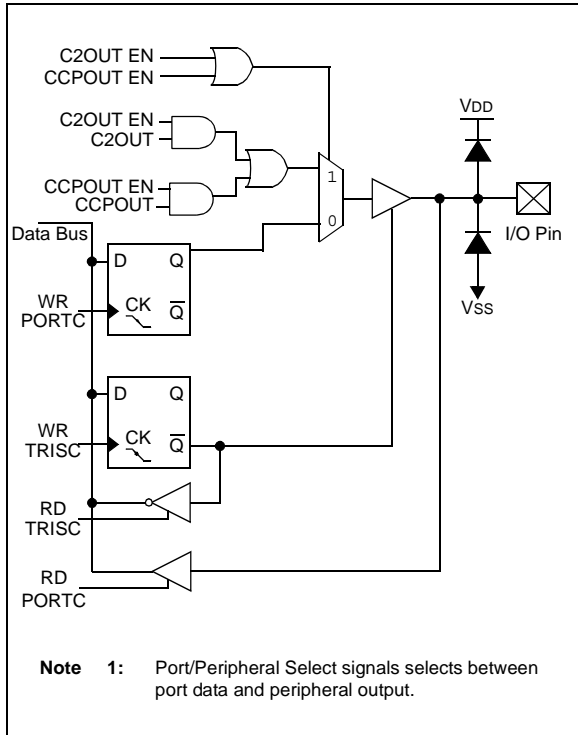 C2OUT EN
CCPOUT EN
C2OUT EN
C2OUT
CCPOUT EN
CCPOUT
Data Bus
1
0
VDD
I/O Pin
VSS
D Q
CK Q
WR
PORTC
D Q
CK Q
WR
TRISC
RD
TRISC
RD
PORTC
Note 1: Port/Peripheral Select signals selects between
port data and peripheral output.